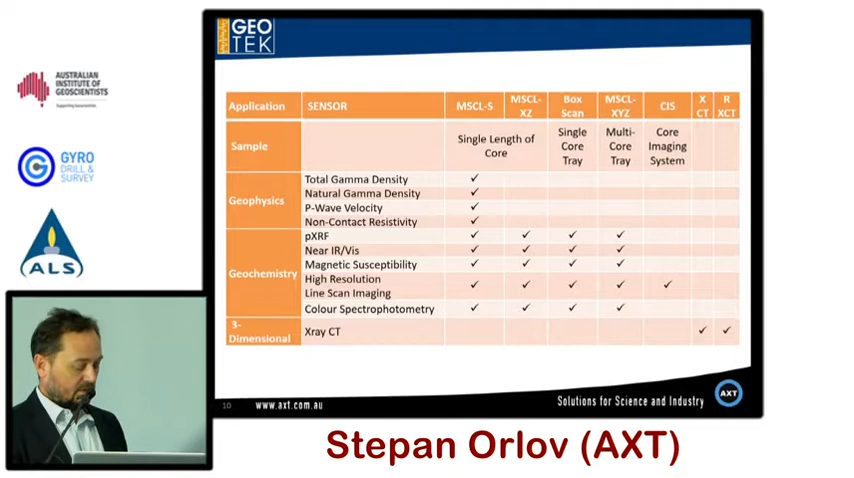 GEO
TEK
AUSTRALIAN
INSTITUTE OF
GEOSCIENTISTS
Supporting Geoscientists
GYRO
DRILL &
SURVEY
ALS
Application SENSOR MSCL-S MSCL-XZ Box Scan MSCL-XYZ CIS X CT R XCT
Sample Single Length of Core Single Core Tray Multi-Core Tray Core Imaging System
Geophysics
Total Gamma Density ✓
Natural Gamma Density ✓
P-Wave Velocity ✓
Non-Contact Resistivity ✓
Geochemistry
pXRF ✓ ✓ ✓ ✓
Near IR/Vis ✓ ✓ ✓ ✓
Magnetic Susceptibility ✓ ✓ ✓ ✓
High Resolution
Line Scan Imaging ✓ ✓ ✓ ✓ ✓
Colour Spectrophotometry ✓ ✓ ✓ ✓
3-
Dimensional
Xray CT ✓ ✓
10 www.axt.com.au Solutions for Science and Industry AXT
Stepan Orlov (AXT)